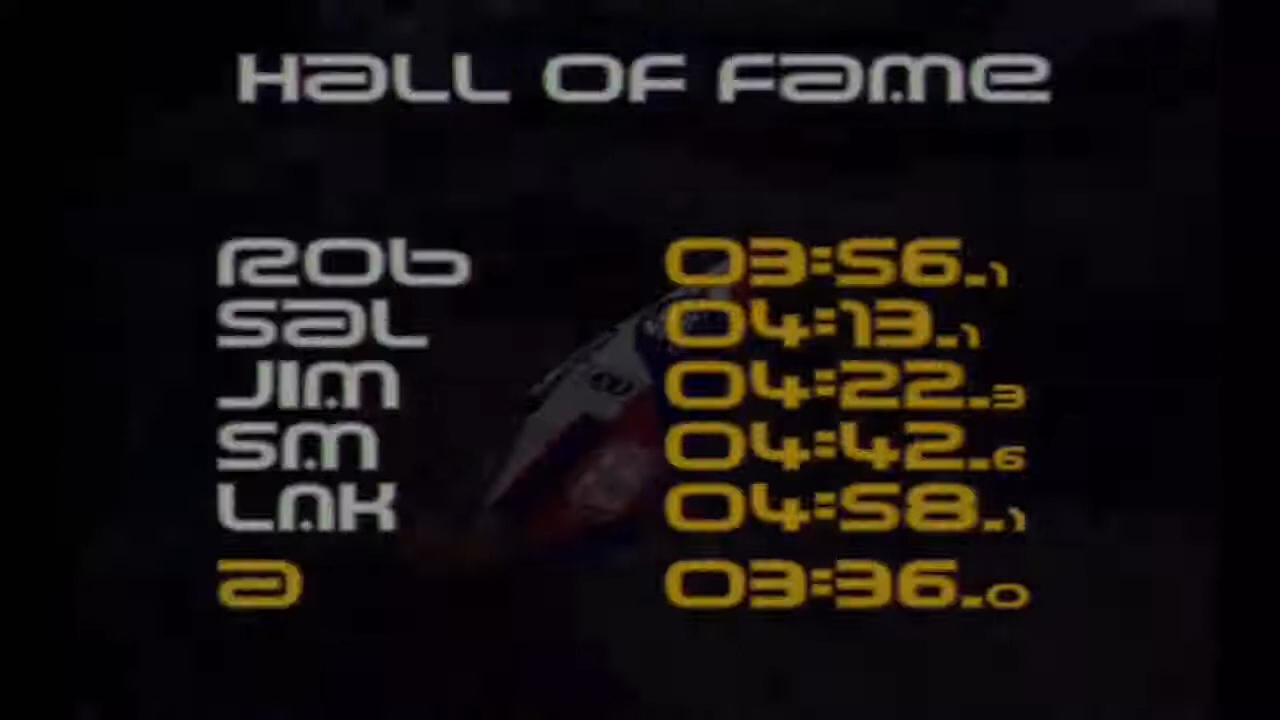 HALL OF FAME
ROB 03:56.1
SAL 04:13.1
JIM 04:22.3
SM 04:42.6
LNK 04:58.1
A 03:36.0